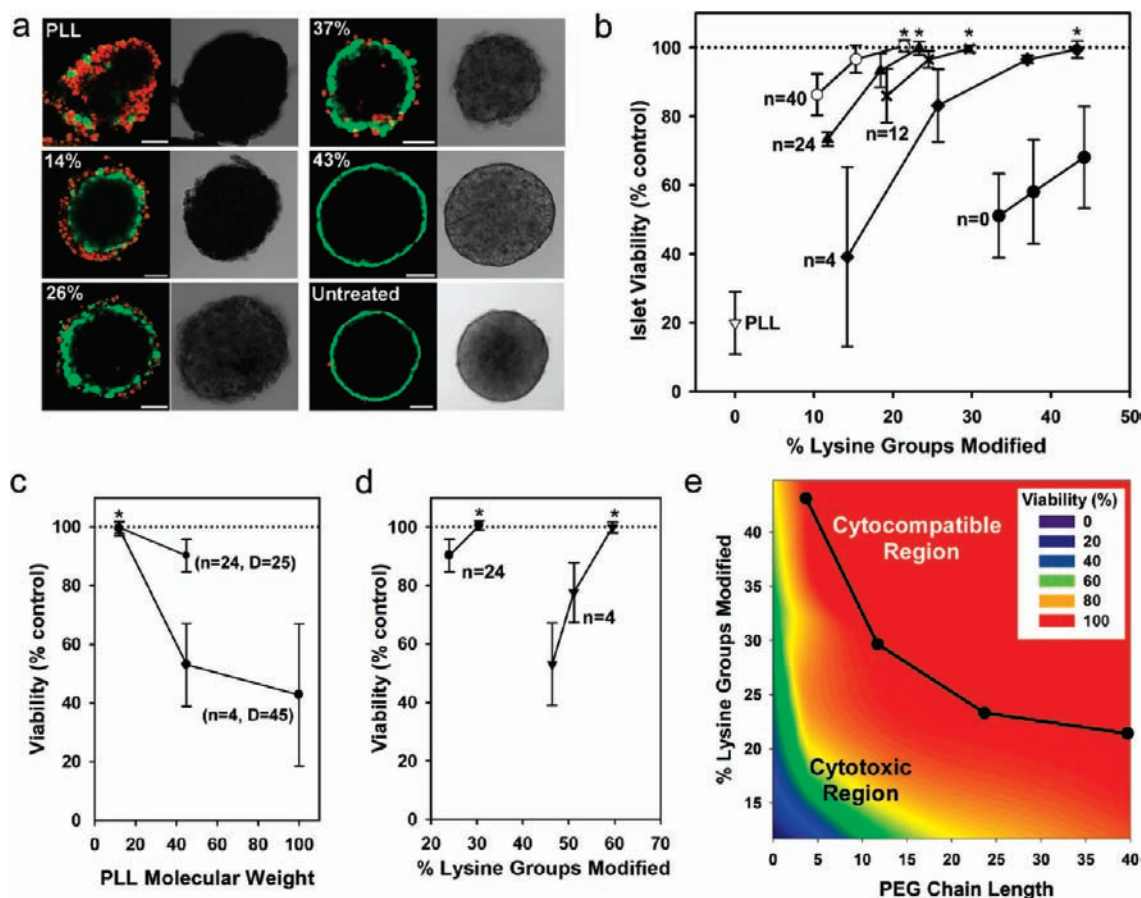 a
PLL
37%
14%
43%
26%
Untreated
b
Islet Viability (% control)
100
80
60
40
20
0
* * * *
n=40
n=24
n=12
n=4
n=0
PLL
0 10 20 30 40 50
% Lysine Groups Modified
c
Viability (% control)
100
80
60
40
20
0
*
(n=24, D=25)
(n=4, D=45)
0 20 40 60 80 100
PLL Molecular Weight
d
100
80
60
40
20
0
* *
n=24
n=4
20 30 40 50 60 70
% Lysine Groups Modified
e
% Lysine Groups Modified
40
35
30
25
20
15
Cytocompatible
Region
Viability (%)
0
20
40
60
80
100
Cytotoxic
Region
0 5 10 15 20 25 30 35 40
PEG Chain Length